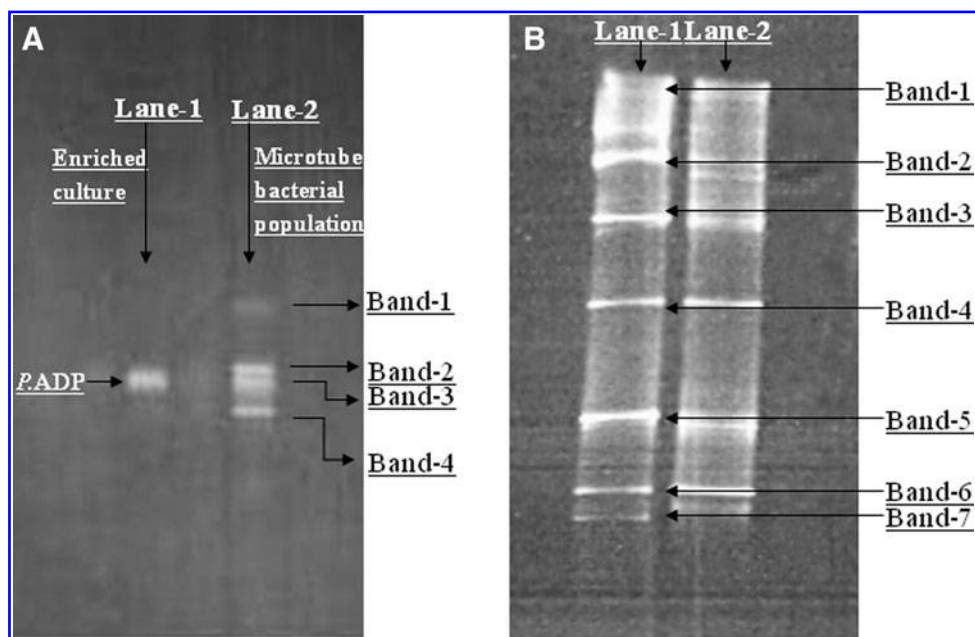 A
Lane-1
Lane-2
Enriched
culture
Microtube
bacterial
population
Band-1
P.ADP
Band-2
Band-3
Band-4
B
Lane-1
Lane-2
Band-1
Band-2
Band-3
Band-4
Band-5
Band-6
Band-7